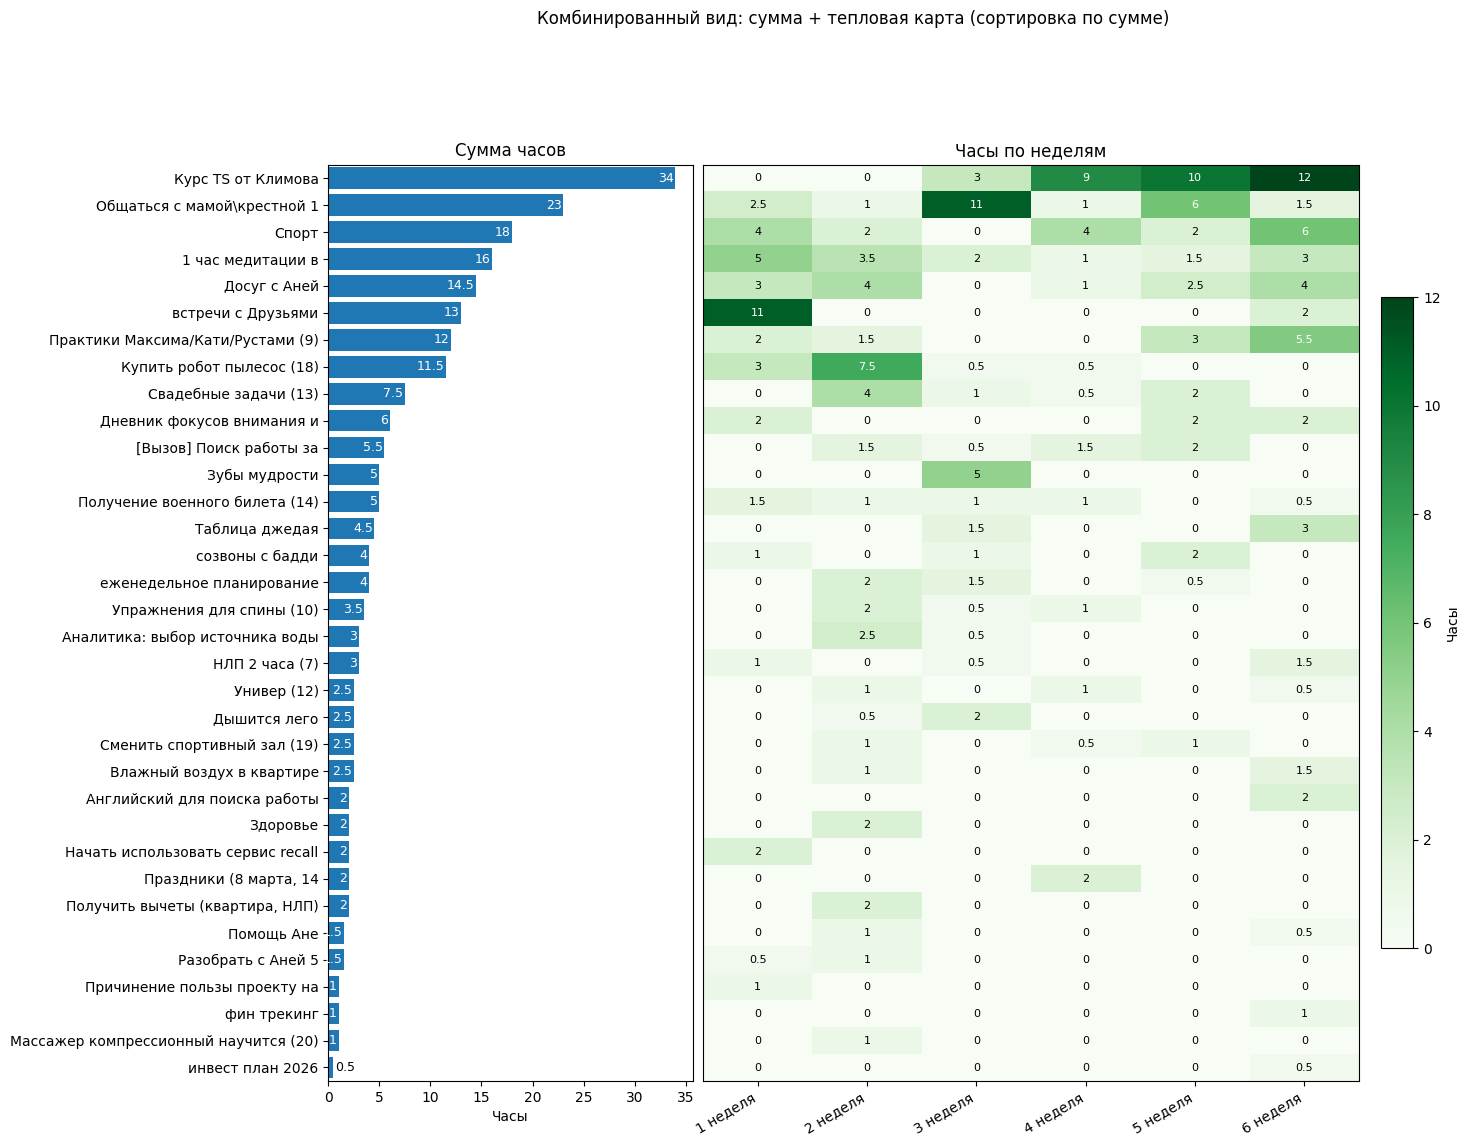 Комбинированный вид: сумма + тепловая карта (сортировка по сумме)
Сумма часов
Часы по неделям
Курс TS от Климова 34 0 0 3 9 10 12
Общаться с мамой\крестной 1 23 2.5 1 11 1 6 1.5
Спорт 18 4 2 0 4 2 6
1 час медитации в 16 5 3.5 2 1 1.5 3
Досуг с Аней 14.5 3 4 0 1 2.5 4
встречи с Друзьями 13 11 0 0 0 0 2
Практики Максима/Кати/Рустами (9) 12 2 1.5 0 0 3 5.5
Купить робот пылесос (18) 11.5 3 7.5 0.5 0.5 0 0
Свадебные задачи (13) 7.5 0 4 1 0.5 2 0
Дневник фокусов внимания и 6 2 0 0 0 2 2
[Вызов] Поиск работы за 5.5 0 1.5 0.5 1.5 2 0
Зубы мудрости 5 0 0 5 0 0 0
Получение военного билета (14) 5 1.5 1 1 1 0 0.5
Таблица джедая 4.5 0 0 1.5 0 0 3
созвоны с бадди 4 1 0 1 0 2 0
еженедельное планирование 4 0 2 1.5 0 0.5 0
Упражнения для спины (10) 3.5 0 2 0.5 1 0 0
Аналитика: выбор источника воды 3 0 2.5 0.5 0 0 0
НЛП 2 часа (7) 3 1 0 0.5 0 0 1.5
Универ (12) 2.5 0 1 0 1 0 0.5
Дышится лего 2.5 0 0.5 2 0 0 0
Сменить спортивный зал (19) 2.5 0 1 0 0.5 1 0
Влажный воздух в квартире 2.5 0 1 0 0 0 1.5
Английский для поиска работы 2 0 0 0 0 0 2
Здоровье 2 0 2 0 0 0 0
Начать использовать сервис recall 2 2 0 0 0 0 0
Праздники (8 марта, 14 2 0 0 0 2 0 0
Получить вычеты (квартира, НЛП) 2 0 2 0 0 0 0
Помощь Ане .5 0 1 0 0 0 0.5
Разобрать с Аней 5 .5 0.5 1 0 0 0 0
Причинение пользы проекту на 1 1 0 0 0 0 0
фин трекинг 1 0 0 0 0 0 1
Массажер компрессионный научится (20) 1 0 1 0 0 0 0
инвест план 2026 0.5 0 0 0 0 0 0.5
0 5 10 15 20 25 30 35
Часы
1 неделя 2 неделя 3 неделя 4 неделя 5 неделя 6 неделя
12
10
8
6
4
2
0
Часы